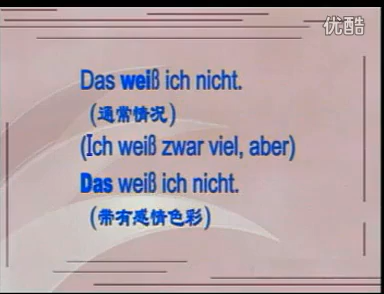 优酷
Das weiß ich nicht.
(通常情况)
(Ich weiß zwar viel, aber)
Das weiß ich nicht.
(带有感情色彩)